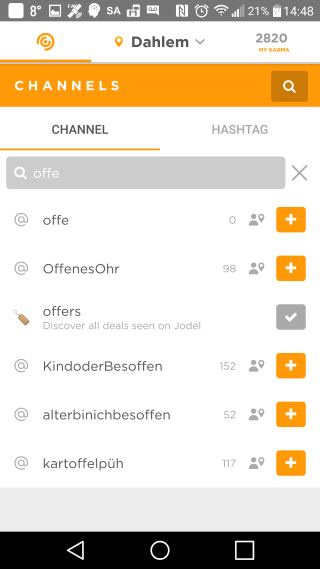 8° SA 21% 14:48
Dahlem
2820
MY KARMA
CHANNELS
CHANNEL HASHTAG
offe
@ offe 0
@ OffenesOhr 98
offers
Discover all deals seen on Jodel
@ KindoderBesoffen 152
@ alterbinichbesoffen 52
@ kartoffelpüh 117